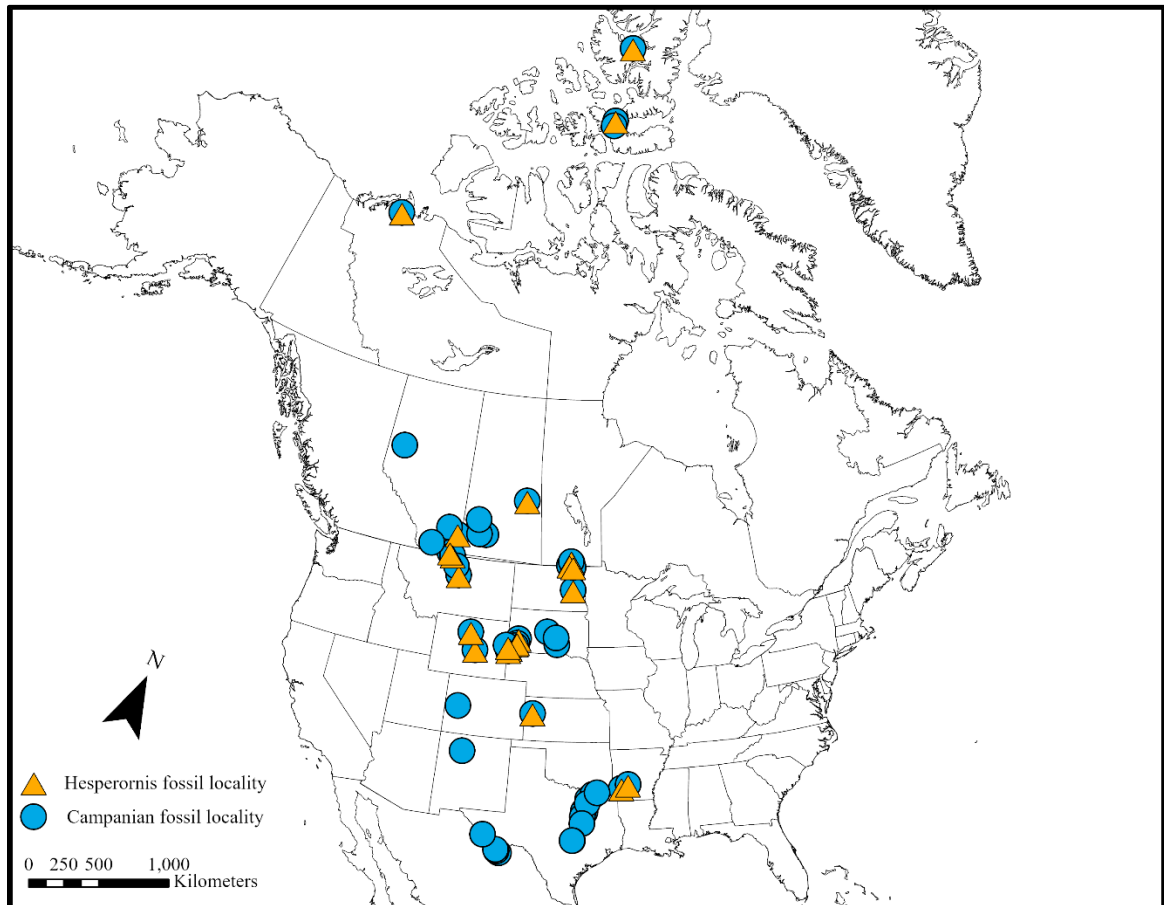 N
Hesperornis fossil locality
Campanian fossil locality
0 250 500 1,000
Kilometers